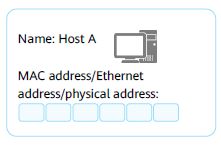 Name: Host A
MAC address/Ethernet
address/physical address: